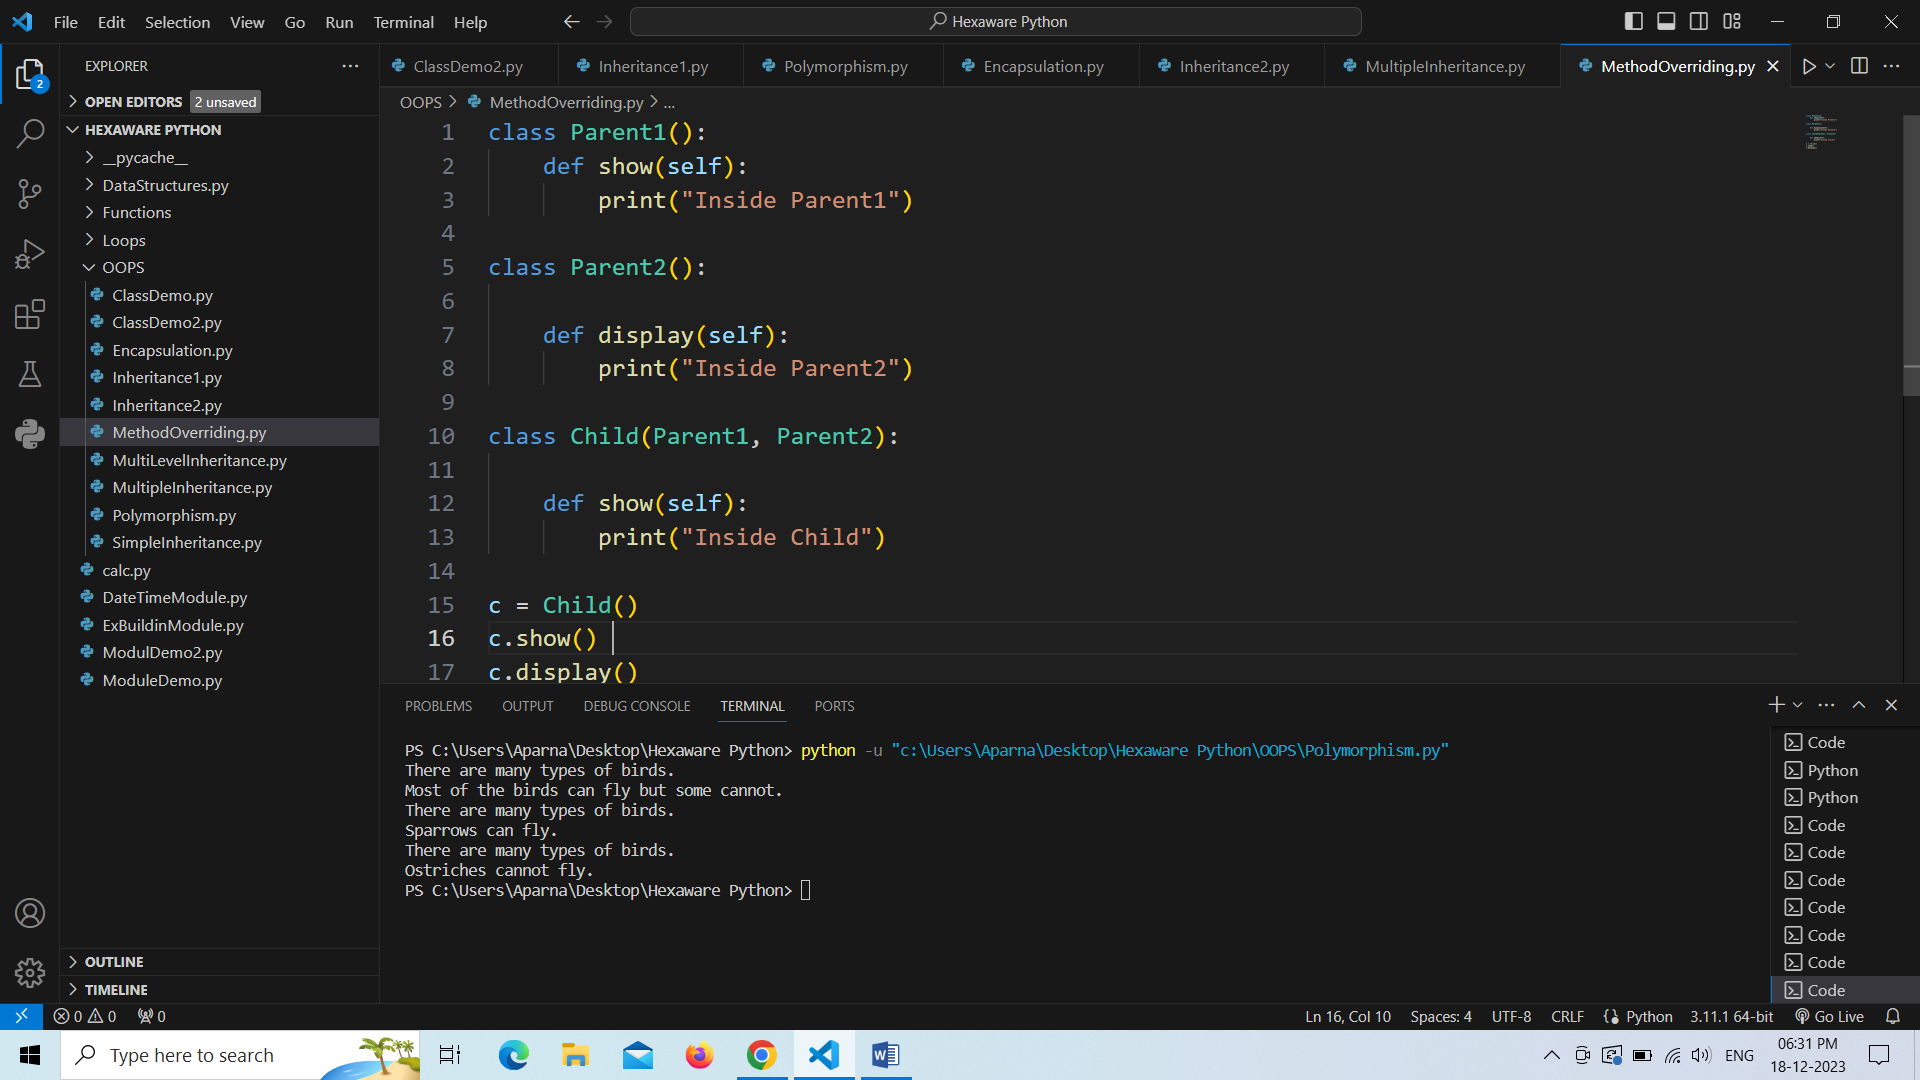 File Edit Selection View Go Run Terminal Help
Hexaware Python
EXPLORER
2
OPEN EDITORS 2 unsaved
HEXAWARE PYTHON
__pycache__
DataStructures.py
Functions
Loops
OOPS
ClassDemo.py
ClassDemo2.py
Encapsulation.py
Inheritance1.py
Inheritance2.py
MethodOverriding.py
MultiLevelInheritance.py
MultipleInheritance.py
Polymorphism.py
SimpleInheritance.py
calc.py
DateTimeModule.py
ExBuildinModule.py
ModulDemo2.py
ModuleDemo.py
OUTLINE
TIMELINE
ClassDemo2.py Inheritance1.py Polymorphism.py Encapsulation.py Inheritance2.py MultipleInheritance.py MethodOverriding.py
OOPS > MethodOverriding.py > ...
1 class Parent1():
2 def show(self):
3 print("Inside Parent1")
4
5 class Parent2():
6
7 def display(self):
8 print("Inside Parent2")
9
10 class Child(Parent1, Parent2):
11
12 def show(self):
13 print("Inside Child")
14
15 c = Child()
16 c.show()
17 c.display()
PROBLEMS OUTPUT DEBUG CONSOLE TERMINAL PORTS
PS C:\Users\Aparna\Desktop\Hexaware Python> python -u "c:\Users\Aparna\Desktop\Hexaware Python\OOPS\Polymorphism.py"
There are many types of birds.
Most of the birds can fly but some cannot.
There are many types of birds.
Sparrows can fly.
There are many types of birds.
Ostriches cannot fly.
PS C:\Users\Aparna\Desktop\Hexaware Python>
Code
Python
Python
Code
Code
Code
Code
Code
Code
Code
0 0 0 Ln 16, Col 10 Spaces: 4 UTF-8 CRLF Python 3.11.1 64-bit Go Live
Type here to search
ENG
06:31 PM
18-12-2023